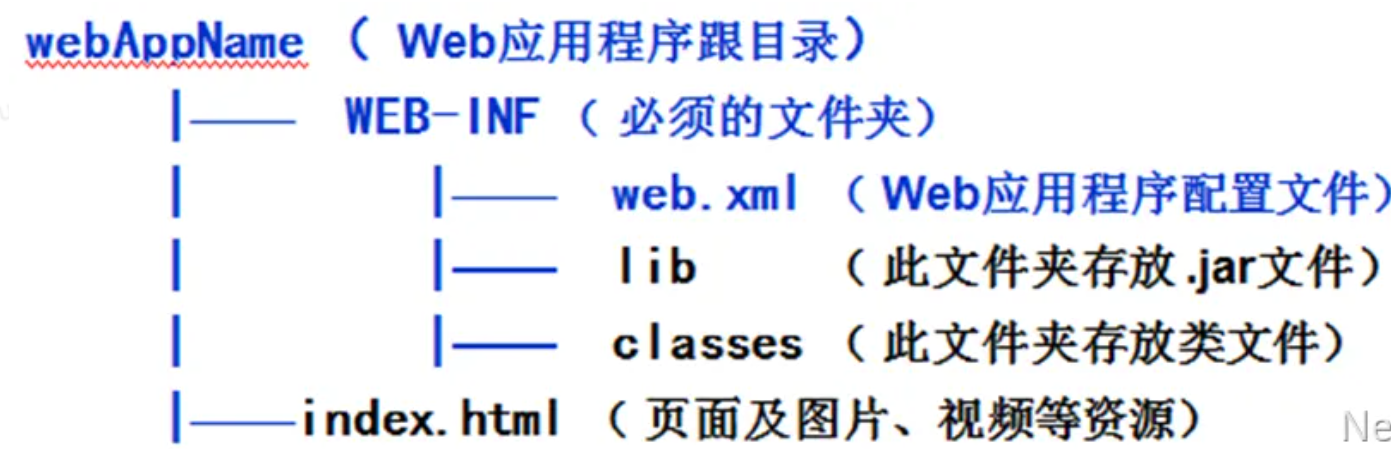 webAppName （ Web应用程序跟目录）
|—— WEB-INF （ 必须的文件夹）
| |—— web.xml （ Web应用程序配置文件）
| |—— lib （ 此文件夹存放.jar文件）
| |—— classes （ 此文件夹存放类文件）
|——index.html （ 页面及图片、视频等资源）
Ne